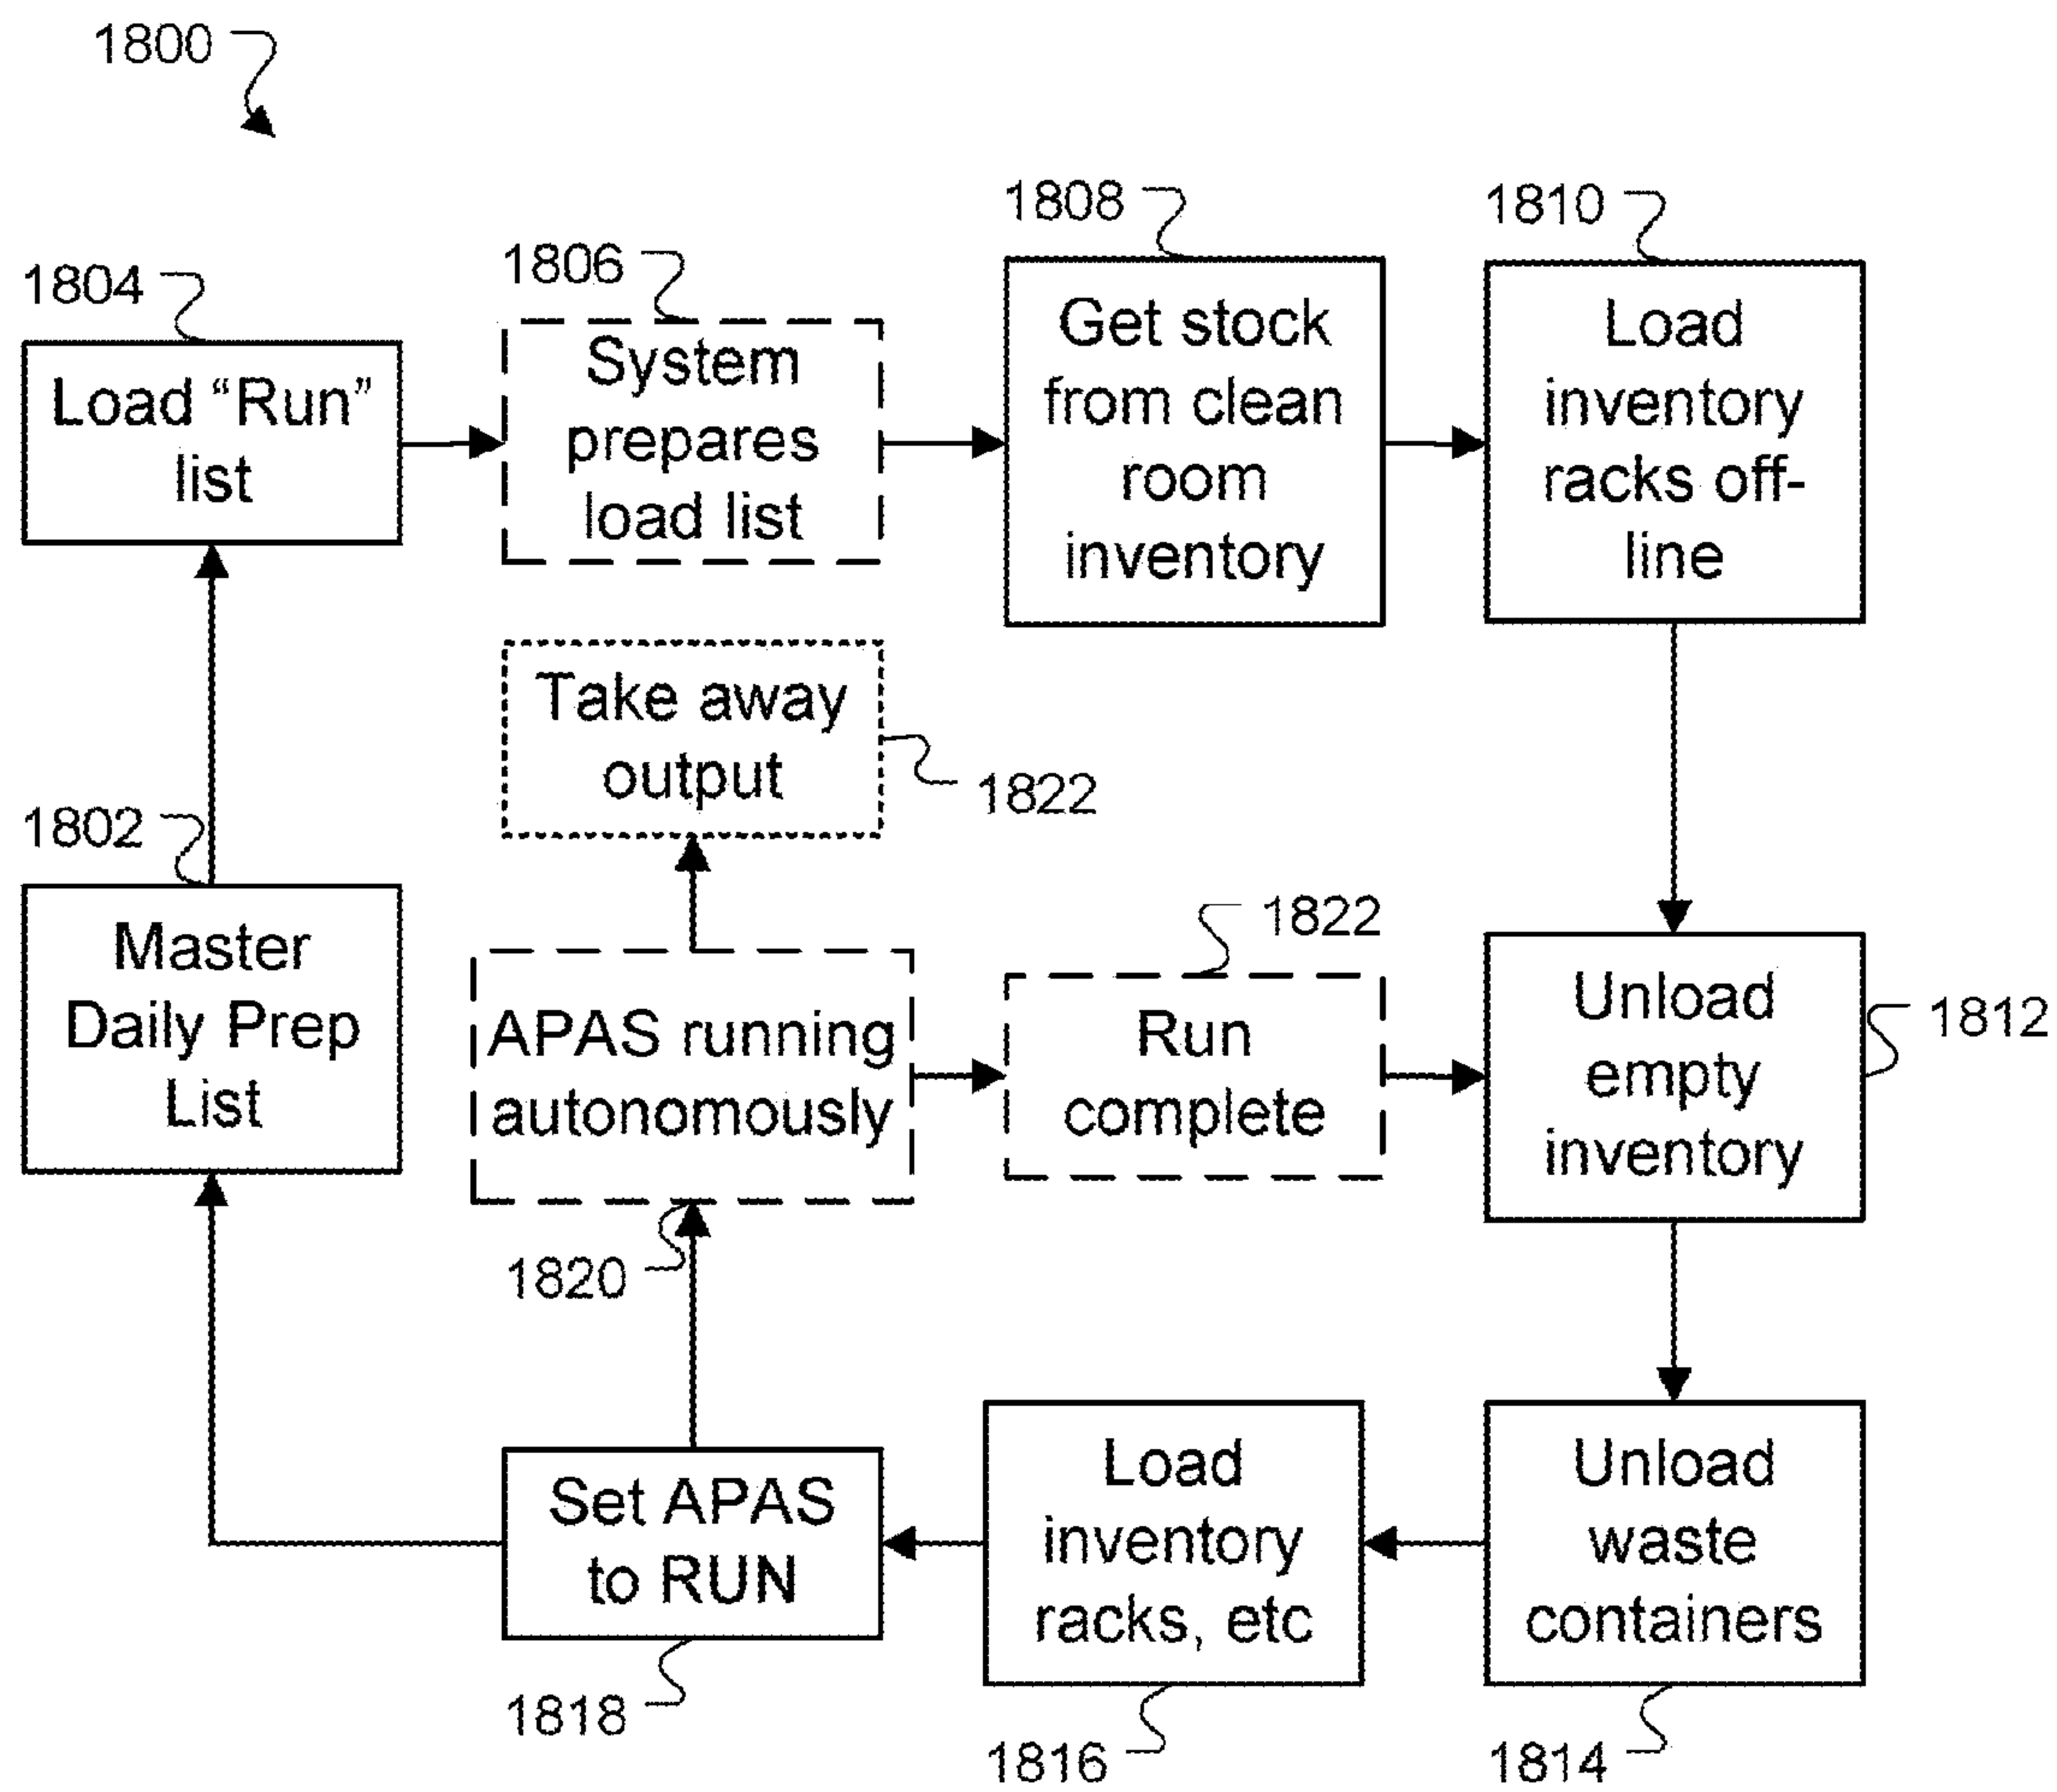 1800
1804
Load “Run”
list
1806
System
prepares
load list
1808
Get stock
from clean
room
inventory
1810
Load
inventory
racks off-
line
Take away
output
1822
1802
Master
Daily Prep
List
APAS running
autonomously
1820
1822
Run
complete
Unload
empty
inventory
1812
Set APAS
to RUN
1818
Load
inventory
racks, etc
1816
Unload
waste
containers
1814